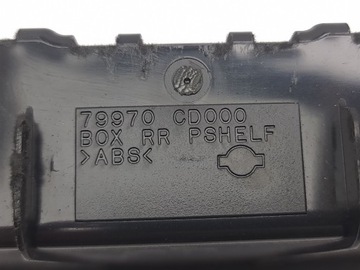 79970 CD000
BOX RR PSHELF
>ABS<